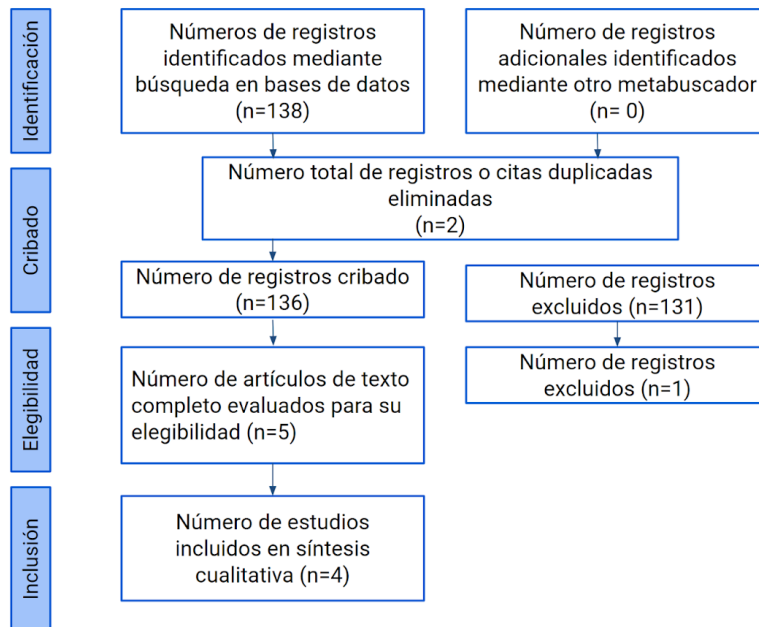 Identificación
Números de registros
identificados mediante
búsqueda en bases de datos
(n=138)
Número de registros
adicionales identificados
mediante otro metabuscador
(n= 0)
Cribado
Número total de registros o citas duplicadas
eliminadas
(n=2)
Número de registros cribado
(n=136)
Número de registros
excluidos (n=131)
Elegibilidad
Número de artículos de texto
completo evaluados para su
elegibilidad (n=5)
Número de registros
excluidos (n=1)
Inclusión
Número de estudios
incluidos en síntesis
cualitativa (n=4)